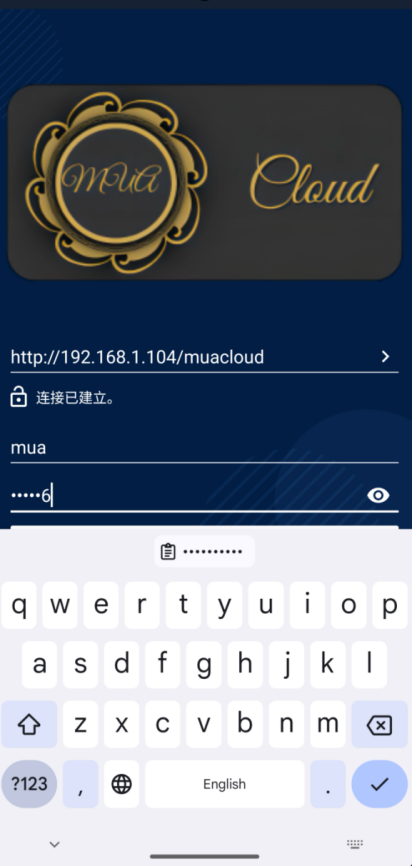 MUA
Cloud
http://192.168.1.104/muacloud
连接已建立。
mua
•••••6
••••••••••
q w e r t y u i o p
a s d f g h j k l
z x c v b n m
?123 , English .